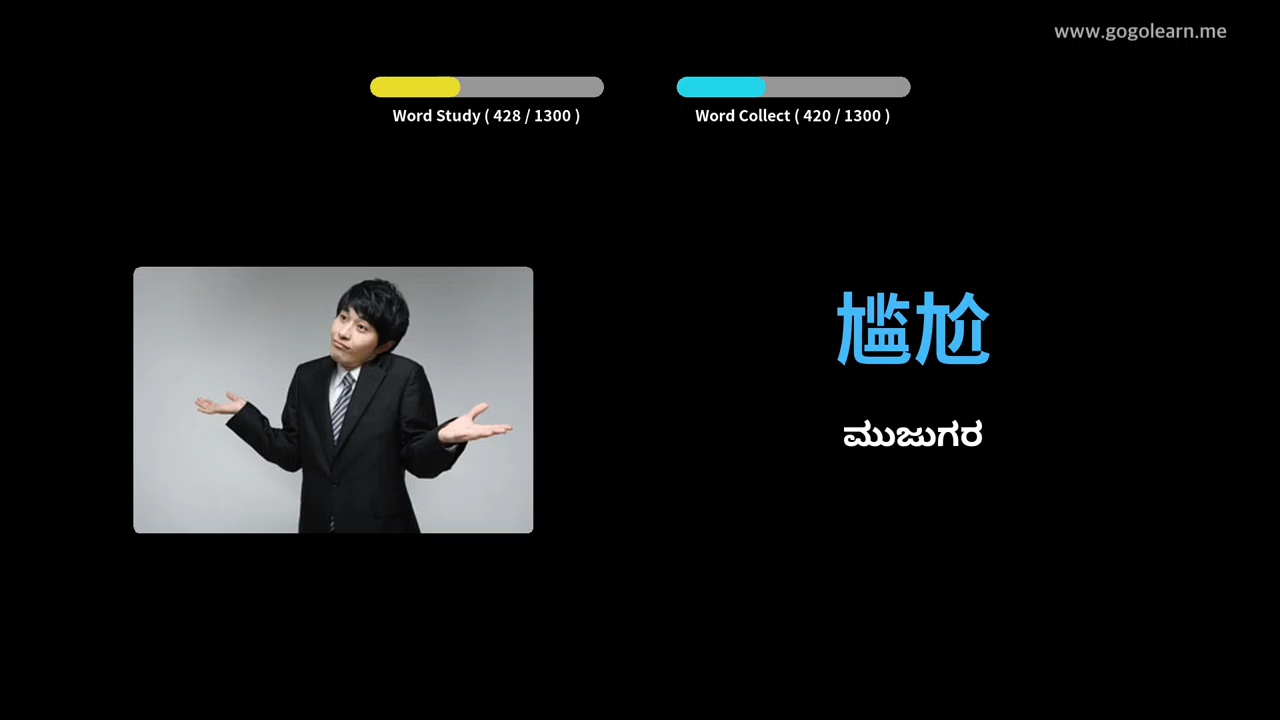 www.gogolearn.me
Word Study ( 428 / 1300 )
Word Collect ( 420 / 1300 )
尴尬
ಮುಜುಗರ